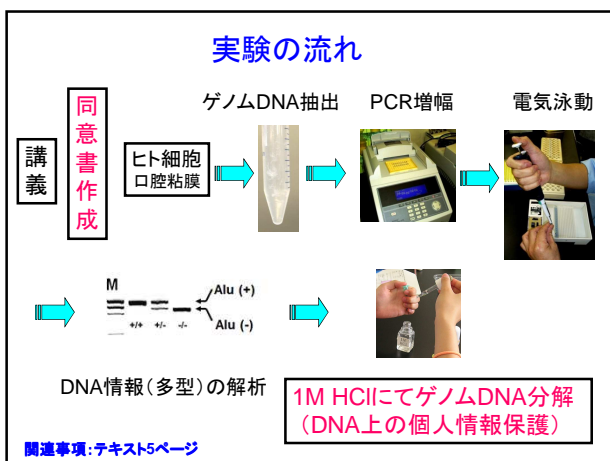 実験の流れ
講義
同意書作成
ヒト細胞
口腔粘膜
ゲノムDNA抽出
PCR増幅
電気泳動
M
Alu (+)
Alu (-)
+/+ +/- -/-
DNA情報(多型)の解析
1M HClにてゲノムDNA分解
(DNA上の個人情報保護)
関連事項:テキスト5ページ